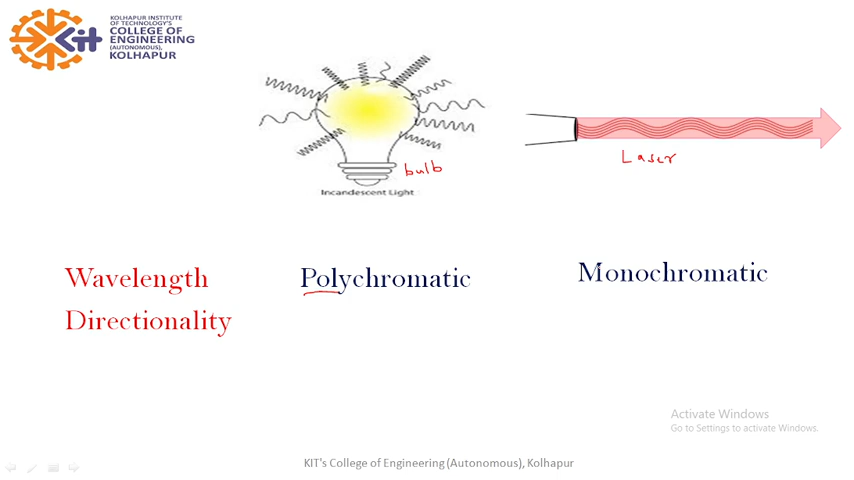 KOLHAPUR INSTITUTE
OF TECHNOLOGY'S
COLLEGE OF
ENGINEERING
(AUTONOMOUS),
KOLHAPUR
Kit
bulb
Incandescent Light
Laser
Wavelength Polychromatic Monochromatic
Directionality
Activate Windows
Go to Settings to activate Windows.
KIT's College of Engineering (Autonomous), Kolhapur